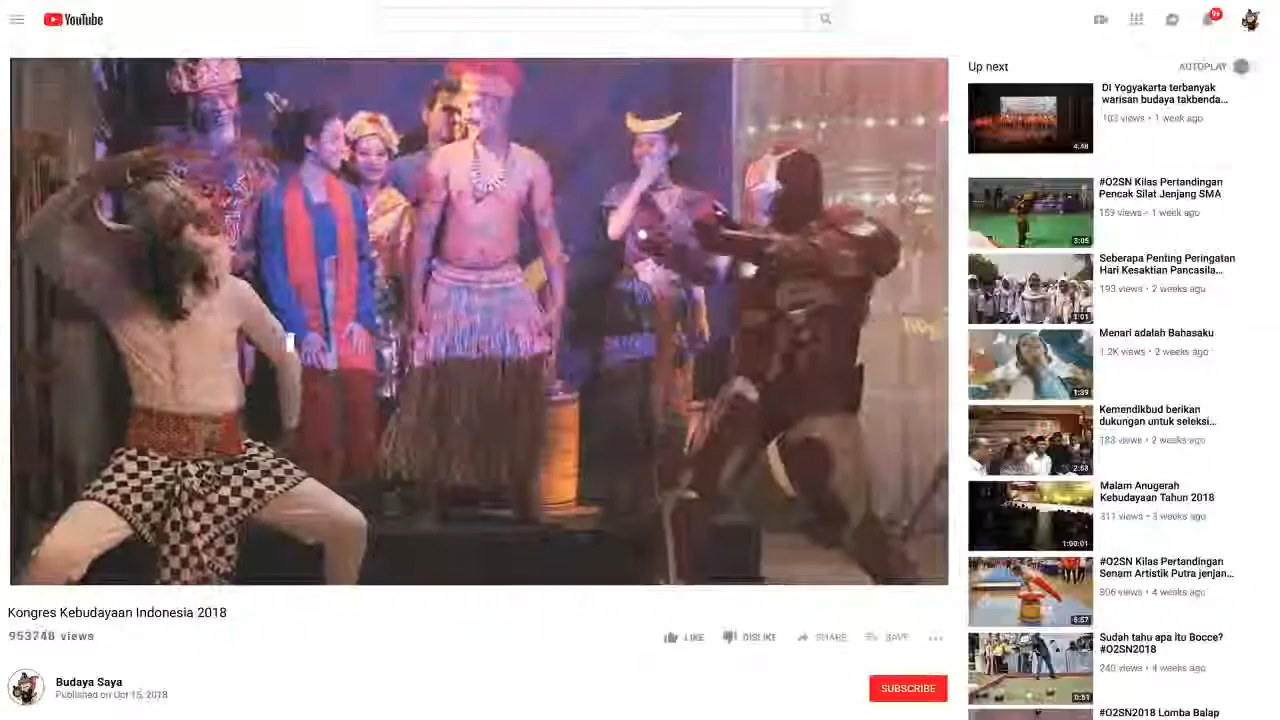 YouTube
9+
Up next
AUTOPLAY
DI Yogyakarta terbanyak
warisan budaya takbenda...
103 views • 1 week ago
4:48
#O2SN Kilas Pertandingan
Pencak Silat Jenjang SMA
159 views • 1 week ago
3:05
Seberapa Penting Peringatan
Hari Kesaktian Pancasila...
193 views • 2 weeks ago
1:01
Menari adalah Bahasaku
1.2K views • 2 weeks ago
1:39
Kemendikbud berikan
dukungan untuk seleksi...
183 views • 2 weeks ago
2:53
Malam Anugerah
Kebudayaan Tahun 2018
311 views • 3 weeks ago
1:00:01
#O2SN Kilas Pertandingan
Senam Artistik Putra jenjan...
306 views • 4 weeks ago
5:57
Sudah tahu apa itu Bocce?
#O2SN2018
240 views • 4 weeks ago
0:51
#O2SN2018 Lomba Balap
Kongres Kebudayaan Indonesia 2018
953748 views
LIKE
DISLIKE
SHARE
SAVE
Budaya Saya
Published on Oct 15, 2018
SUBSCRIBE